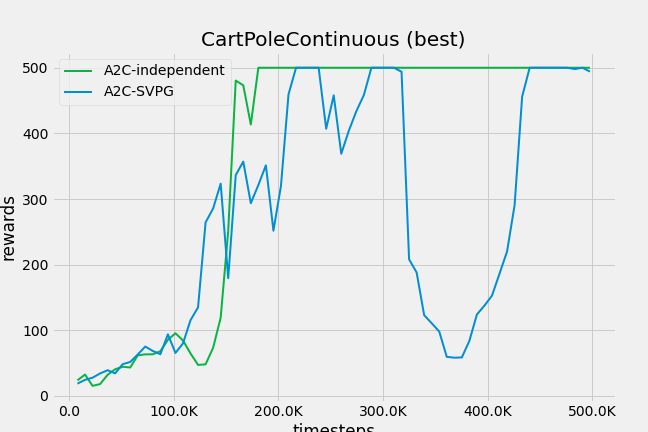 CartPoleContinuous (best)
A2C-independent
A2C-SVPG
rewards
500
400
300
200
100
0
0.0 100.0K 200.0K 300.0K 400.0K 500.0K
timesteps